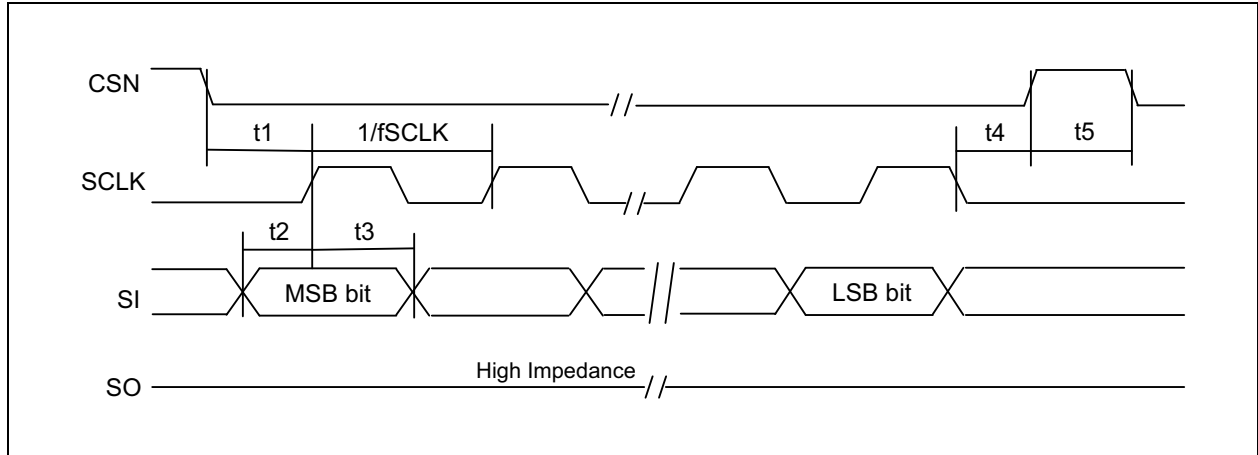 CSN
t1 1/fSCLK t4 t5
SCLK
t2 t3
SI MSB bit LSB bit
High Impedance
SO